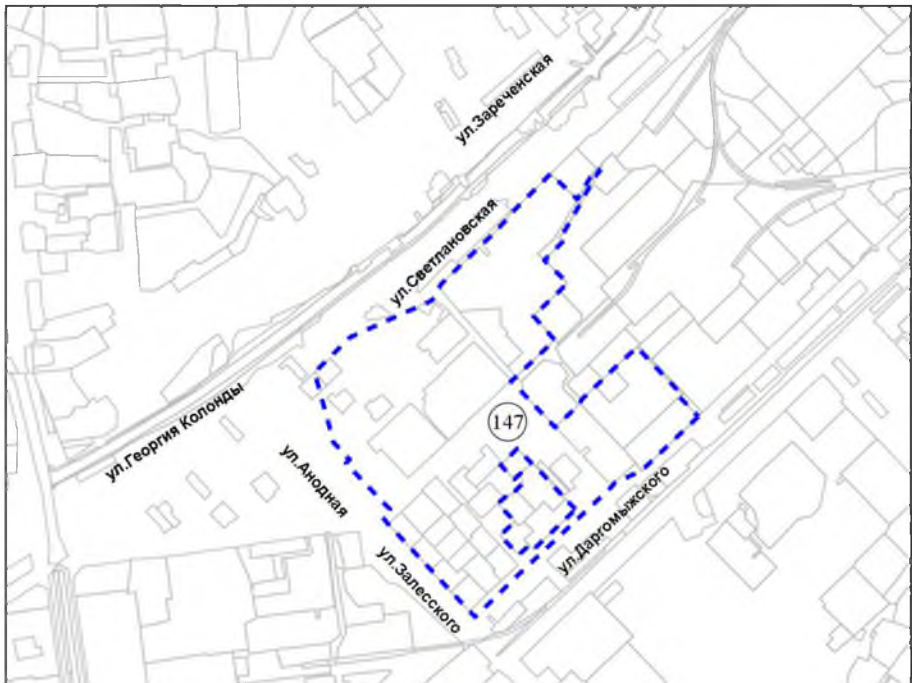 ул.Зареченская
ул.Светлановская
ул.Георгия Колонды
147
ул.Анодная
ул.Даргомыжского
ул.Залесского